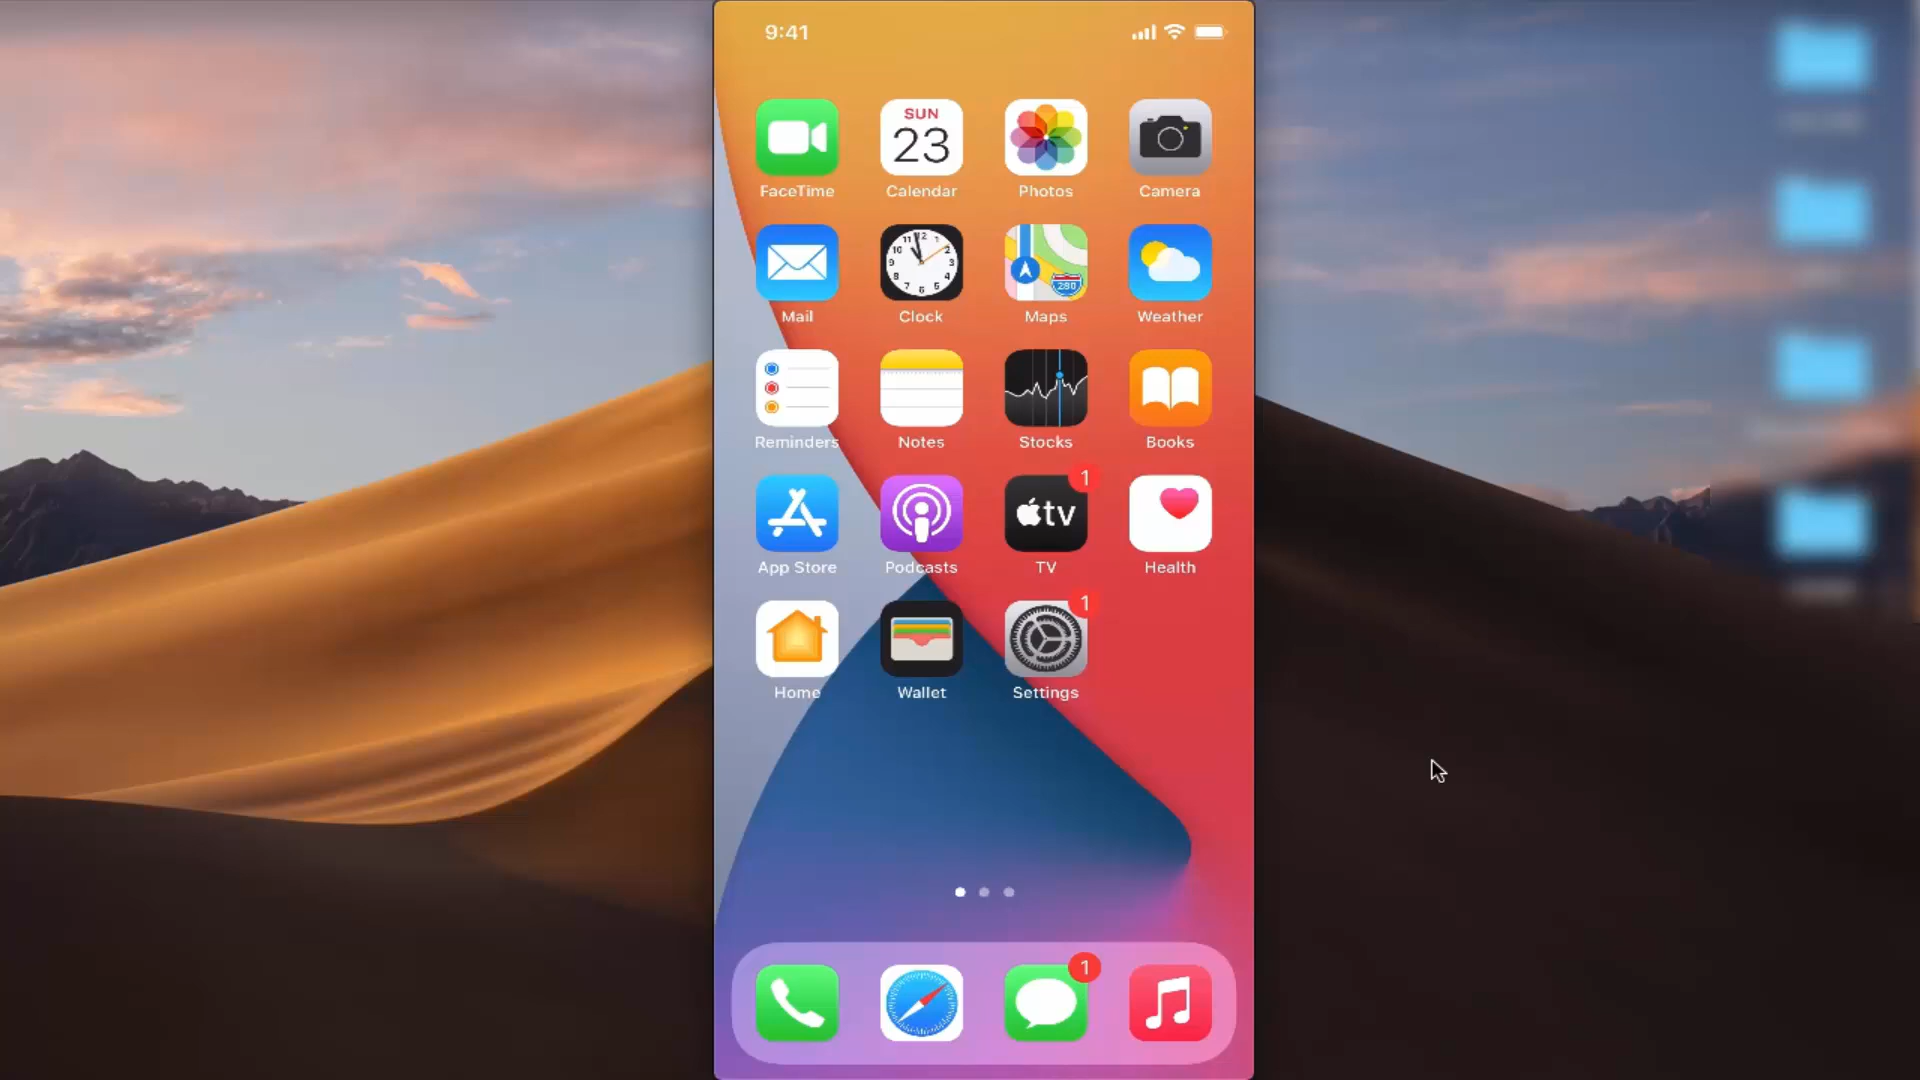 9:41
SUN
23
FaceTime Calendar Photos Camera
280
Mail Clock Maps Weather
Reminders Notes Stocks Books
1
tv
App Store Podcasts TV Health
1
Home Wallet Settings
1